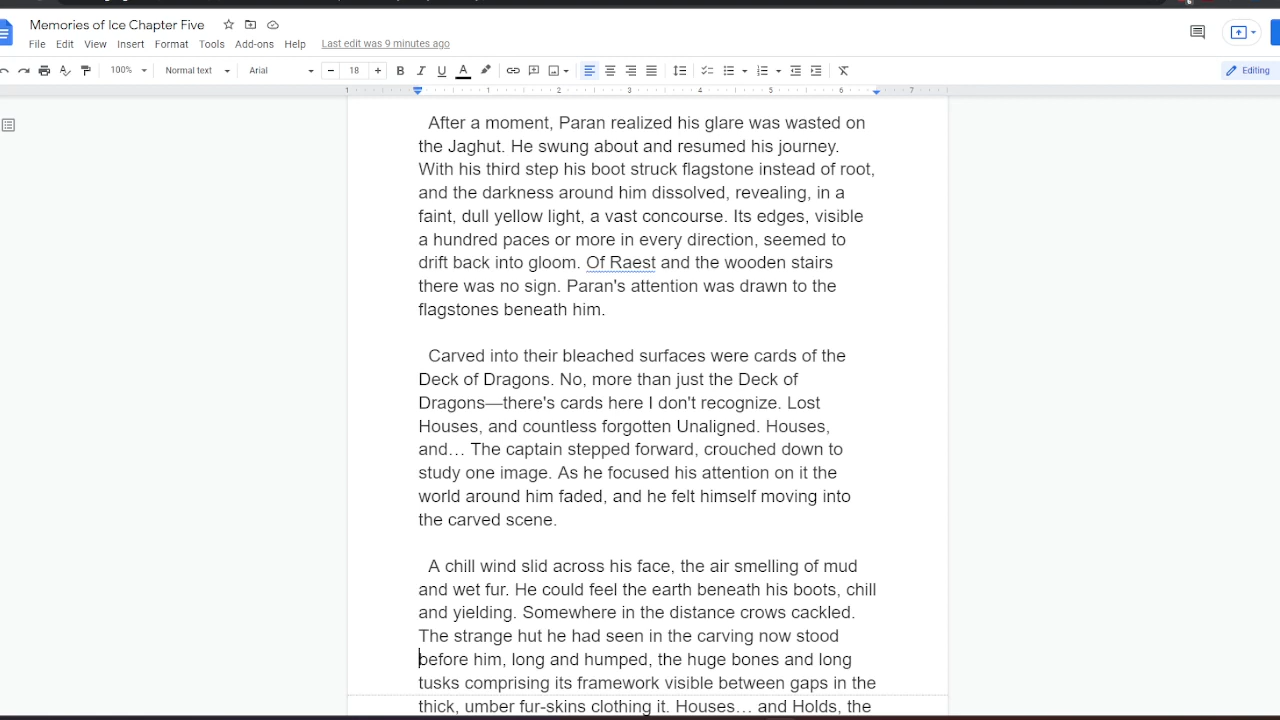 Memories of Ice Chapter Five
File Edit View Insert Format Tools Add-ons Help Last edit was 9 minutes ago
100% Normal text Arial 18 B I U A Editing
1 1 2 3 4 5 6 7
After a moment, Paran realized his glare was wasted on
the Jaghut. He swung about and resumed his journey.
With his third step his boot struck flagstone instead of root,
and the darkness around him dissolved, revealing, in a
faint, dull yellow light, a vast concourse. Its edges, visible
a hundred paces or more in every direction, seemed to
drift back into gloom. Of Raest and the wooden stairs
there was no sign. Paran's attention was drawn to the
flagstones beneath him.
Carved into their bleached surfaces were cards of the
Deck of Dragons. No, more than just the Deck of
Dragons—there's cards here I don't recognize. Lost
Houses, and countless forgotten Unaligned. Houses,
and… The captain stepped forward, crouched down to
study one image. As he focused his attention on it the
world around him faded, and he felt himself moving into
the carved scene.
A chill wind slid across his face, the air smelling of mud
and wet fur. He could feel the earth beneath his boots, chill
and yielding. Somewhere in the distance crows cackled.
The strange hut he had seen in the carving now stood
before him, long and humped, the huge bones and long
tusks comprising its framework visible between gaps in the
thick, umber fur-skins clothing it. Houses… and Holds, the